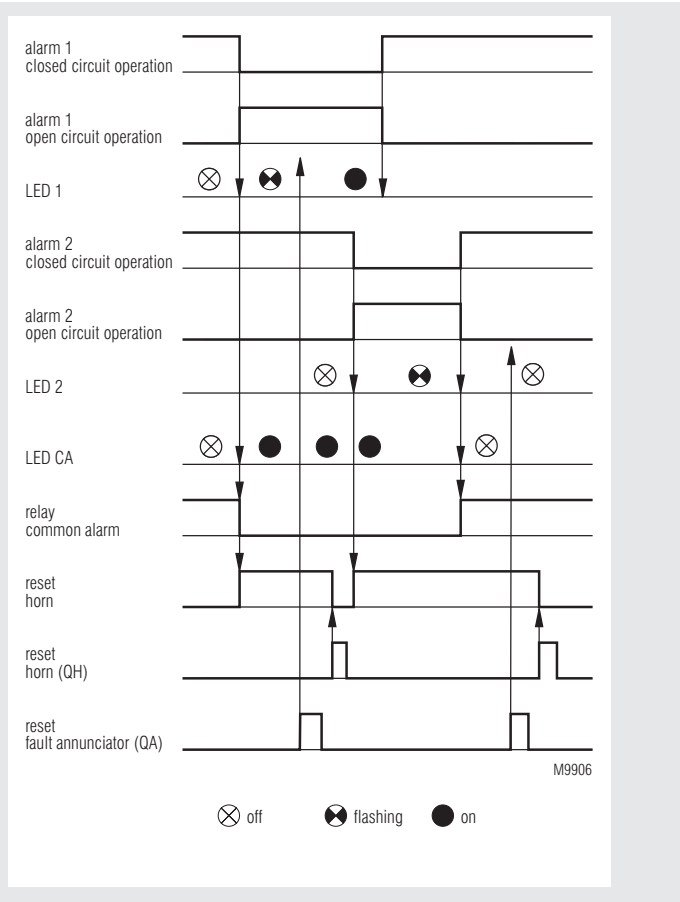 alarm 1
closed circuit operation
alarm 1
open circuit operation
LED 1
alarm 2
closed circuit operation
alarm 2
open circuit operation
LED 2
LED CA
relay
common alarm
reset
horn
reset
horn (QH)
reset
fault annunciator (QA)
M9906
off flashing on